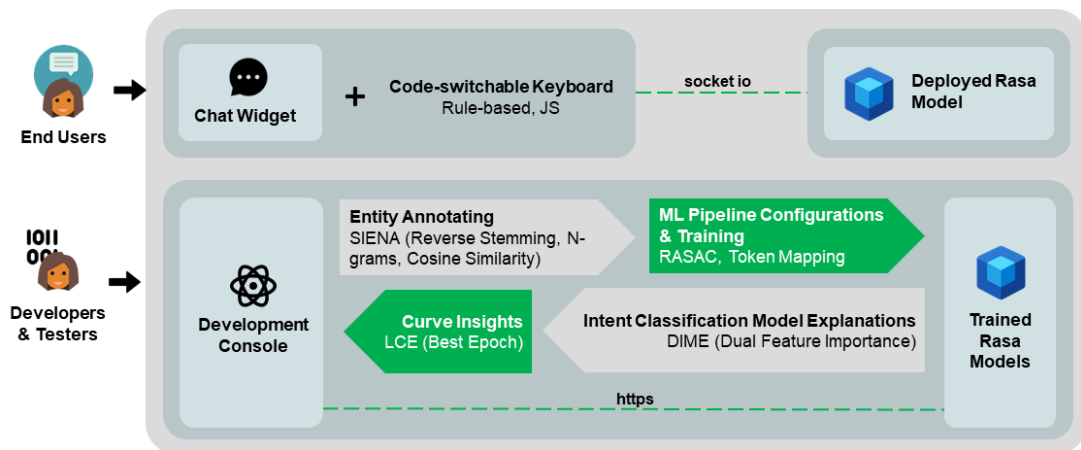 End Users
Chat Widget
+
Code-switchable Keyboard
Rule-based, JS
socket io
Deployed Rasa
Model
1011
001
Developers
& Testers
Development
Console
Entity Annotating
SIENA (Reverse Stemming, N-
grams, Cosine Similarity)
ML Pipeline Configurations
& Training
RASAC, Token Mapping
Curve Insights
LCE (Best Epoch)
Intent Classification Model Explanations
DIME (Dual Feature Importance)
https
Trained
Rasa
Models